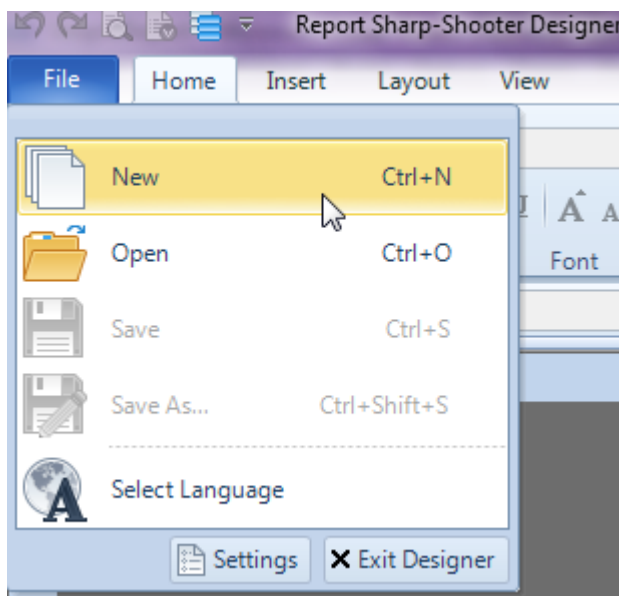 Report Sharp-Shooter Designer
File Home Insert Layout View
New Ctrl+N
Open Ctrl+O
Font
Save Ctrl+S
Save As... Ctrl+Shift+S
Select Language
Settings Exit Designer